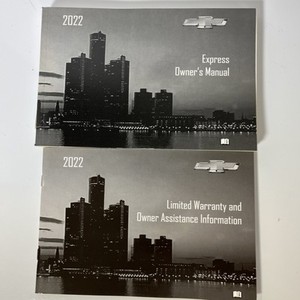 2022
Express
Owner's Manual
2022
Limited Warranty and
Owner Assistance Information